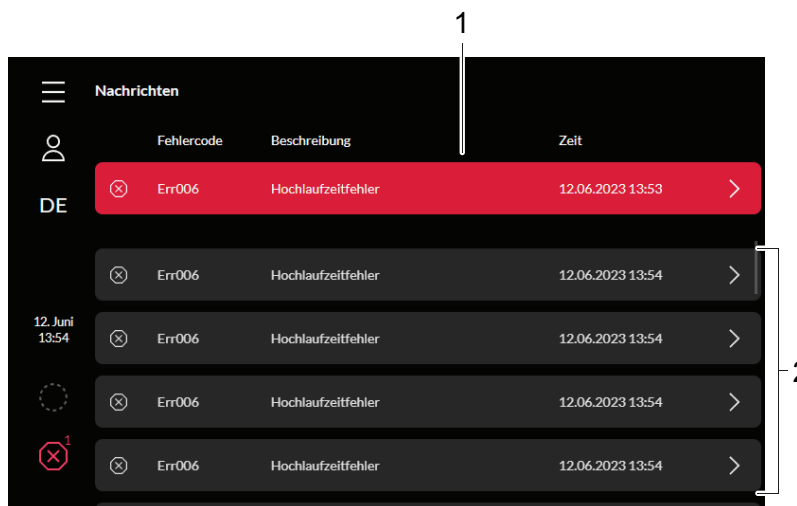 1
Nachrichten
Fehlercode Beschreibung Zeit
Err006 Hochlaufzeitfehler 12.06.2023 13:53
DE
Err006 Hochlaufzeitfehler 12.06.2023 13:54
12. Juni
13:54
Err006 Hochlaufzeitfehler 12.06.2023 13:54
2
Err006 Hochlaufzeitfehler 12.06.2023 13:54
1
Err006 Hochlaufzeitfehler 12.06.2023 13:54